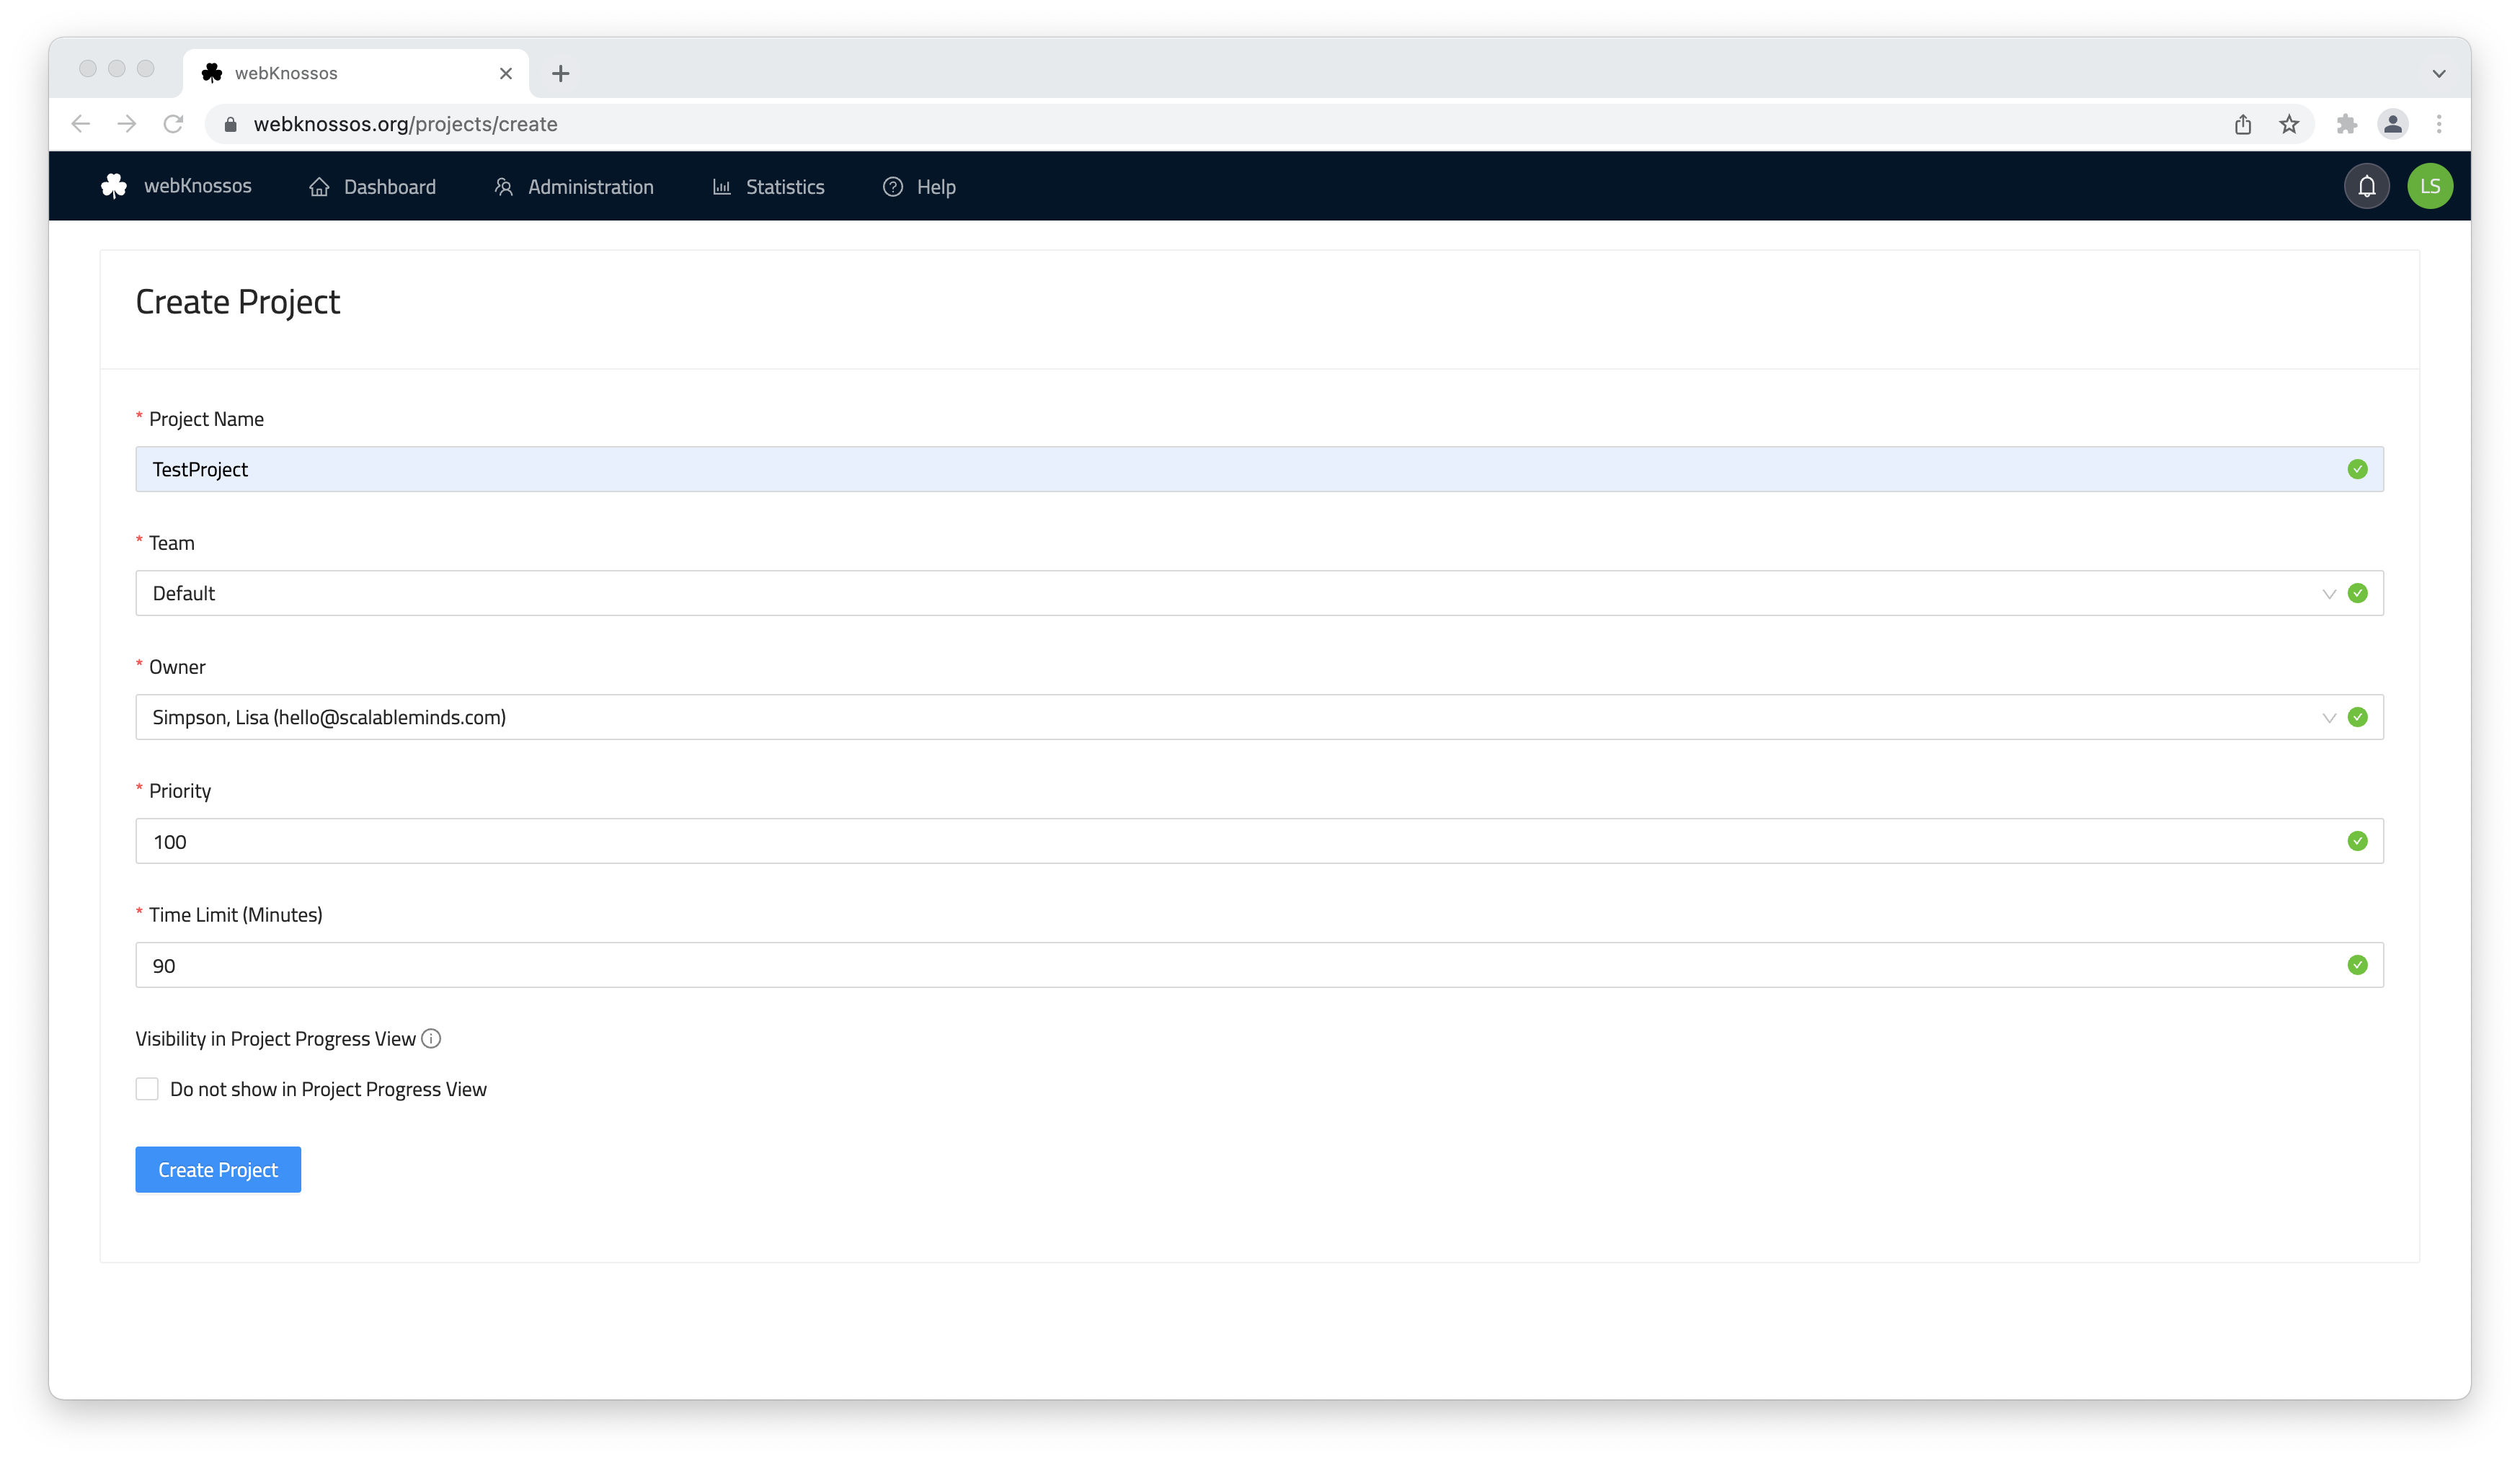 webKnossos
webknossos.org/projects/create
webKnossos Dashboard Administration Statistics Help LS
Create Project
* Project Name
TestProject
* Team
Default
* Owner
Simpson, Lisa (hello@scalableminds.com)
* Priority
100
* Time Limit (Minutes)
90
Visibility in Project Progress View
Do not show in Project Progress View
Create Project